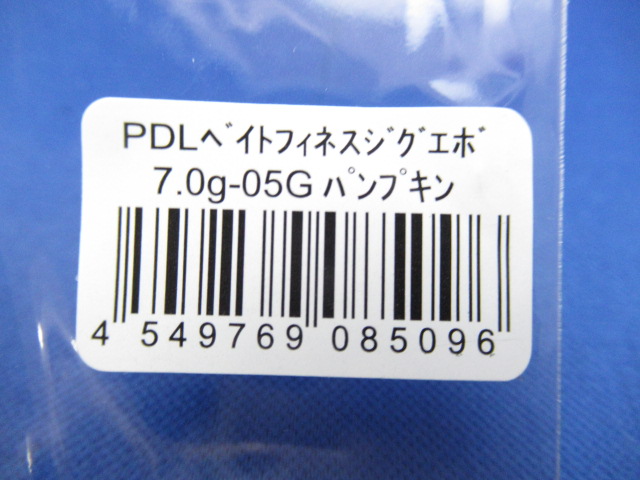 PDLﾍﾞｲﾄﾌｨﾈｽｼﾞｸﾞｴﾎﾞ
7.0g-05G ﾊﾟﾝﾌﾟｷﾝ
4 549769 085096